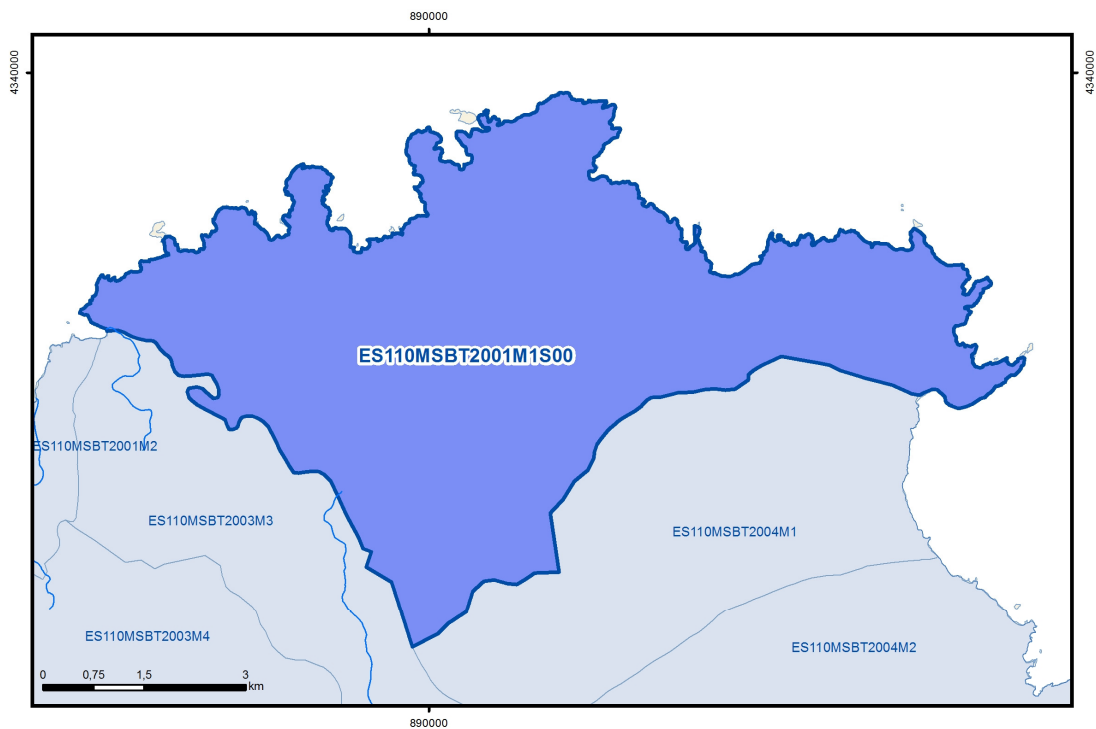 890000
4340000
4340000
ES110MSBT2001M1S00
ES110MSBT2001M2
ES110MSBT2003M3
ES110MSBT2004M1
ES110MSBT2003M4
ES110MSBT2004M2
0 0,75 1,5 3
km
890000